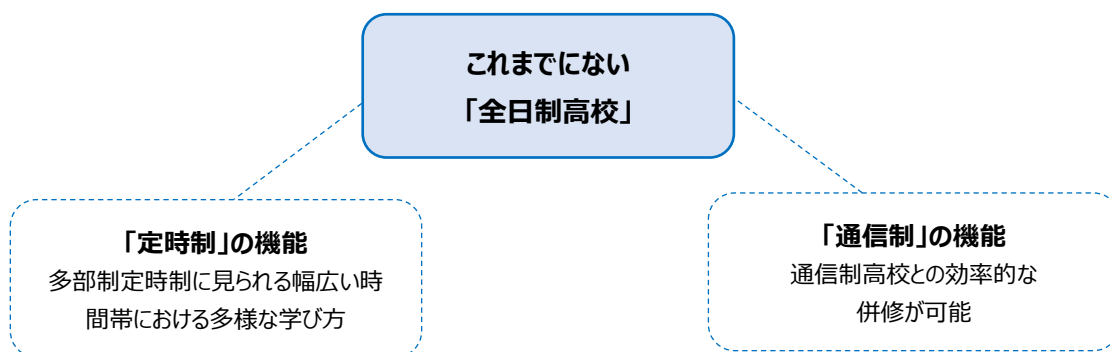 これまでにない
「全日制高校」
「定時制」の機能
多部制定時制に見られる幅広い時
間帯における多様な学び方
「通信制」の機能
通信制高校との効率的な
併修が可能